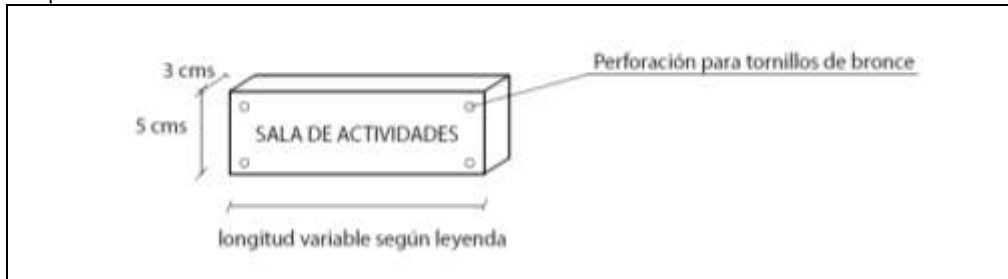 Perforación para tornillos de bronce
3 cms
5 cms
SALA DE ACTIVIDADES
longitud variable según leyenda